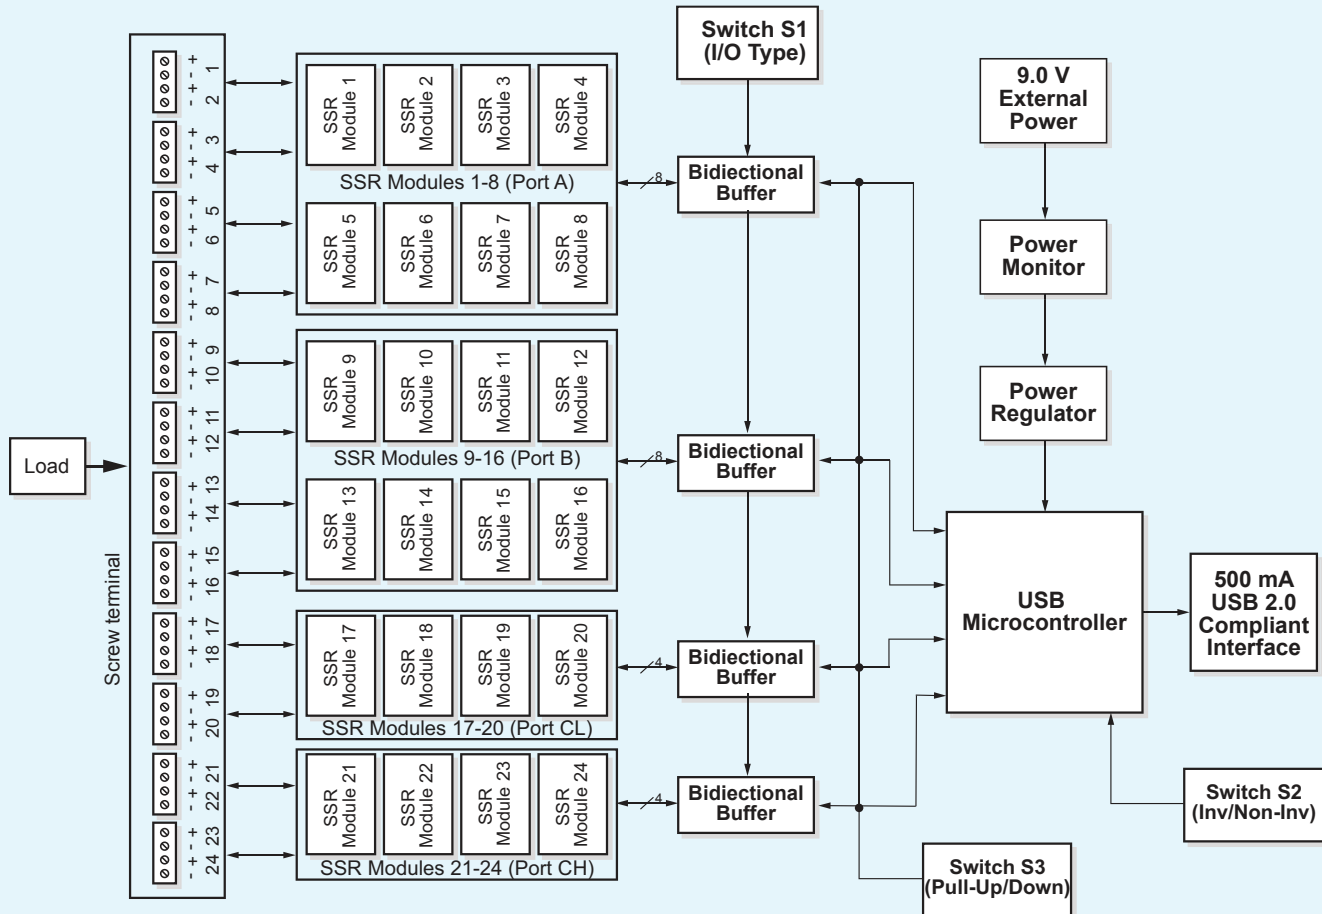 Switch S1
(I/O Type)
9.0 V
External
Power
Power
Monitor
Power
Regulator
USB
Microcontroller
500 mA
USB 2.0
Compliant
Interface
Switch S2
(Inv/Non-Inv)
Switch S3
(Pull-Up/Down)
Load
Screw terminal
- + - +
2 1
- + - +
4 3
- + - +
6 5
- + - +
8 7
- + - +
10 9
- + - +
12 11
- + - +
14 13
- + - +
16 15
- + - +
18 17
- + - +
20 19
- + - +
22 21
- + - +
24 23
SSR
Module 1
SSR
Module 2
SSR
Module 3
SSR
Module 4
SSR Modules 1-8 (Port A)
SSR
Module 5
SSR
Module 6
SSR
Module 7
SSR
Module 8
8
Bidiectional
Buffer
SSR
Module 9
SSR
Module 10
SSR
Module 11
SSR
Module 12
SSR Modules 9-16 (Port B)
SSR
Module 13
SSR
Module 14
SSR
Module 15
SSR
Module 16
8
Bidiectional
Buffer
SSR
Module 17
SSR
Module 18
SSR
Module 19
SSR
Module 20
SSR Modules 17-20 (Port CL)
4
Bidiectional
Buffer
SSR
Module 21
SSR
Module 22
SSR
Module 23
SSR
Module 24
SSR Modules 21-24 (Port CH)
4
Bidiectional
Buffer